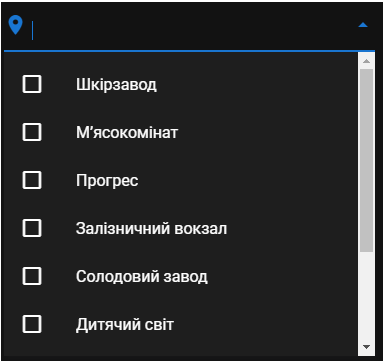 Шкірзавод
М'ясокомінат
Прогрес
Залізничний вокзал
Солодовий завод
Дитячий світ